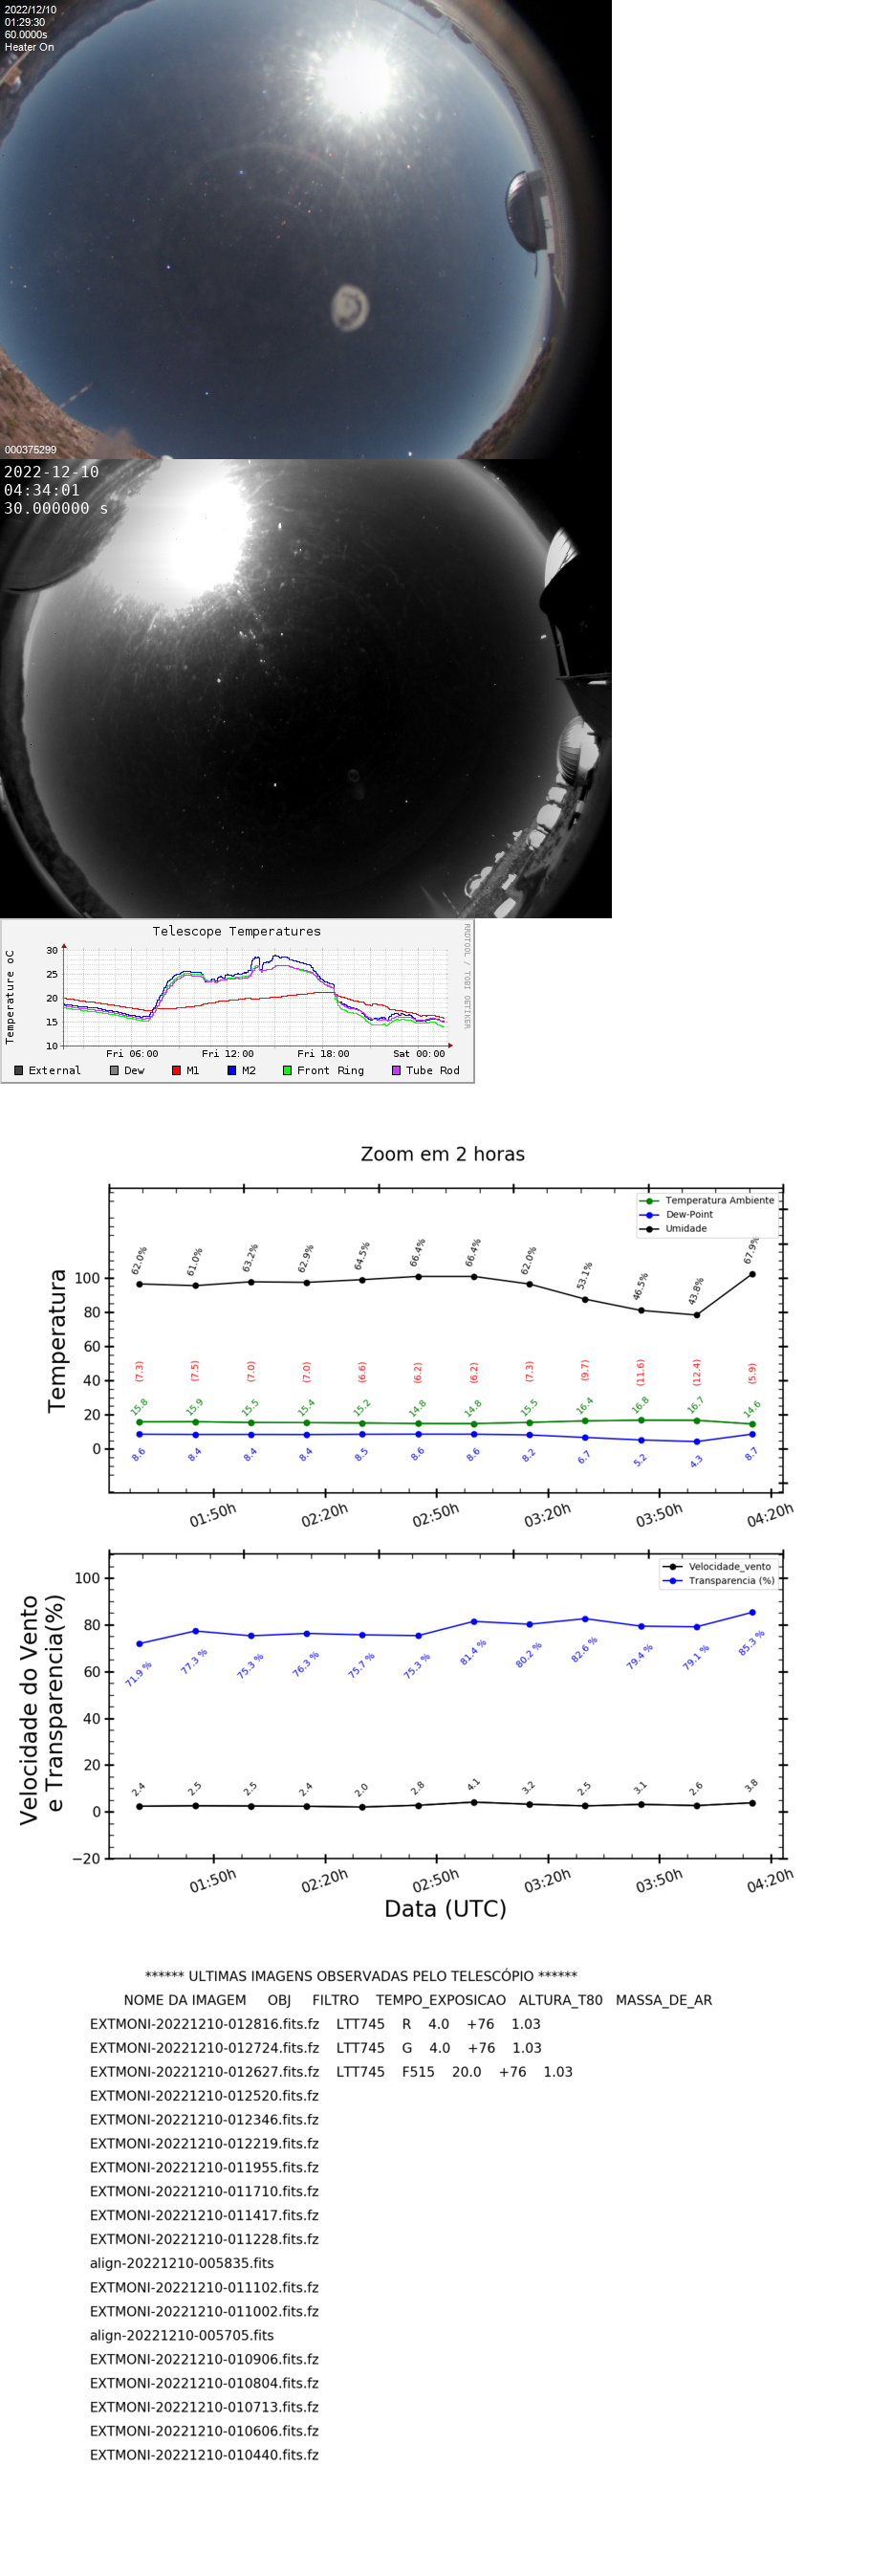 2022/12/10
01:29:30
60.0000s
Heater On
000375299
2022-12-10
04:34:01
30.000000 s
Telescope Temperatures
RRDTOOL / TOBI OETIKER
Temperature oC
30
25
20
15
10
Fri 06:00 Fri 12:00 Fri 18:00 Sat 00:00
External Dew M1 M2 Front Ring Tube Rod
Zoom em 2 horas
Temperatura Ambiente
Dew-Point
Umidade
Temperatura
100
80
60
40
20
0
62.0% 61.0% 63.2% 62.9% 64.5% 66.4% 66.4% 62.0% 53.1% 46.5% 43.8% 67.9%
(7.3) (7.5) (7.0) (7.0) (6.6) (6.2) (6.2) (7.3) (9.7) (11.6) (12.4) (5.9)
15.8 15.9 15.5 15.4 15.2 14.8 14.8 15.5 16.4 16.8 16.7 14.6
8.6 8.4 8.4 8.4 8.5 8.6 8.6 8.2 6.7 5.2 4.3 8.7
01:50h 02:20h 02:50h 03:20h 03:50h 04:20h
Velocidade_vento
Transparencia (%)
Velocidade do Vento
e Transparencia(%)
100
80
60
40
20
0
−20
71.9 % 77.3 % 75.3 % 76.3 % 75.7 % 75.3 % 81.4 % 80.2 % 82.6 % 79.4 % 79.1 % 85.3 %
2.4 2.5 2.5 2.4 2.0 2.8 4.1 3.2 2.5 3.1 2.6 3.8
01:50h 02:20h 02:50h 03:20h 03:50h 04:20h
Data (UTC)
****** ULTIMAS IMAGENS OBSERVADAS PELO TELESCÓPIO ******
NOME DA IMAGEM OBJ FILTRO TEMPO_EXPOSICAO ALTURA_T80 MASSA_DE_AR
EXTMONI-20221210-012816.fits.fz LTT745 R 4.0 +76 1.03
EXTMONI-20221210-012724.fits.fz LTT745 G 4.0 +76 1.03
EXTMONI-20221210-012627.fits.fz LTT745 F515 20.0 +76 1.03
EXTMONI-20221210-012520.fits.fz
EXTMONI-20221210-012346.fits.fz
EXTMONI-20221210-012219.fits.fz
EXTMONI-20221210-011955.fits.fz
EXTMONI-20221210-011710.fits.fz
EXTMONI-20221210-011417.fits.fz
EXTMONI-20221210-011228.fits.fz
align-20221210-005835.fits
EXTMONI-20221210-011102.fits.fz
EXTMONI-20221210-011002.fits.fz
align-20221210-005705.fits
EXTMONI-20221210-010906.fits.fz
EXTMONI-20221210-010804.fits.fz
EXTMONI-20221210-010713.fits.fz
EXTMONI-20221210-010606.fits.fz
EXTMONI-20221210-010440.fits.fz